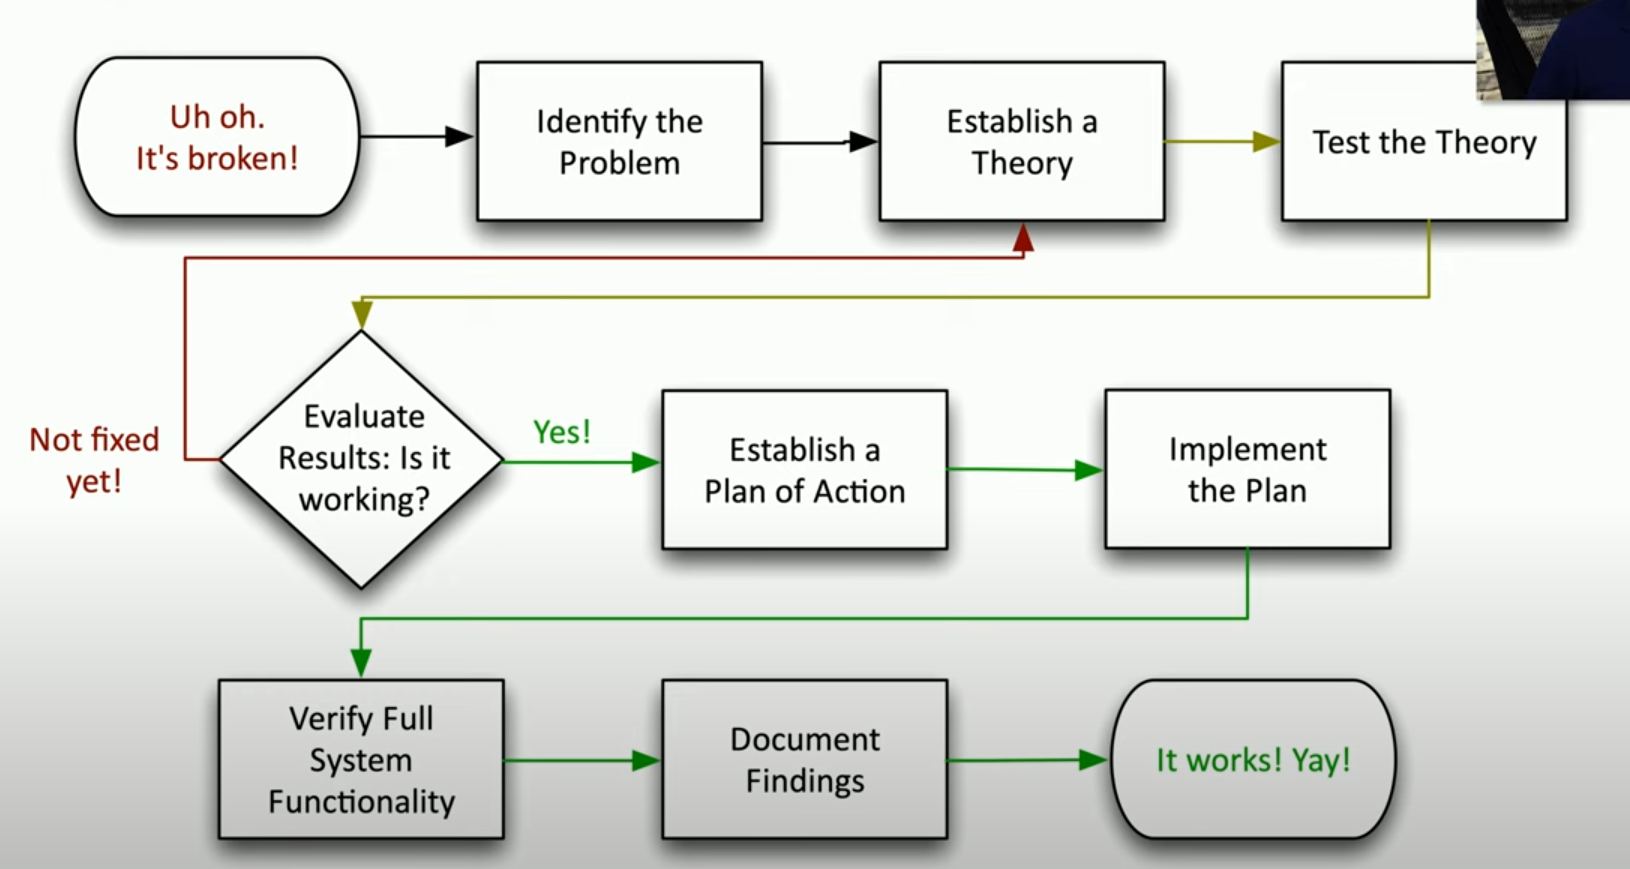 Uh oh.
It's broken!
Identify the
Problem
Establish a
Theory
Test the Theory
Not fixed
yet!
Evaluate
Results: Is it
working?
Yes!
Establish a
Plan of Action
Implement
the Plan
Verify Full
System
Functionality
Document
Findings
It works! Yay!